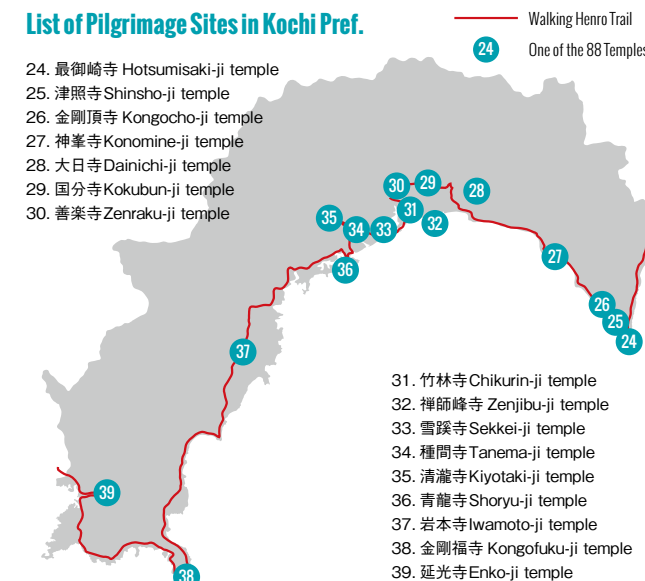 List of Pilgrimage Sites in Kochi Pref.
Walking Henro Trail
24 One of the 88 Temples
24. 最御崎寺 Hotsumisaki-ji temple
25. 津照寺Shinsho-ji temple
26. 金剛頂寺 Kongocho-ji temple
27. 神峯寺Konomine-ji temple
28. 大日寺Dainichi-ji temple
29. 国分寺Kokubun-ji temple
30. 善楽寺Zenraku-ji temple
30
29
28
31
35
32
34
33
36
27
26
25
24
37
39
38
31. 竹林寺Chikurin-ji temple
32. 禅師峰寺 Zenjibu-ji temple
33. 雪蹊寺Sekkei-ji temple
34. 種間寺Tanema-ji temple
35. 清瀧寺Kiyotaki-ji temple
36. 青龍寺Shoryu-ji temple
37. 岩本寺Iwamoto-ji temple
38. 金剛福寺 Kongofuku-ji temple
39. 延光寺Enko-ji temple